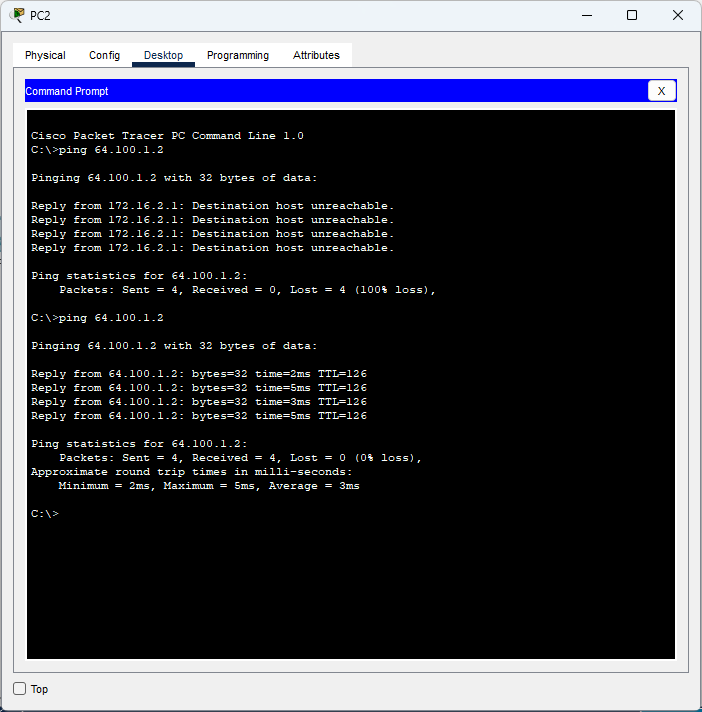 PC2
Physical Config Desktop Programming Attributes
Command Prompt X
Cisco Packet Tracer PC Command Line 1.0
C:\>ping 64.100.1.2
Pinging 64.100.1.2 with 32 bytes of data:
Reply from 172.16.2.1: Destination host unreachable.
Reply from 172.16.2.1: Destination host unreachable.
Reply from 172.16.2.1: Destination host unreachable.
Reply from 172.16.2.1: Destination host unreachable.
Ping statistics for 64.100.1.2:
Packets: Sent = 4, Received = 0, Lost = 4 (100% loss),
C:\>ping 64.100.1.2
Pinging 64.100.1.2 with 32 bytes of data:
Reply from 64.100.1.2: bytes=32 time=2ms TTL=126
Reply from 64.100.1.2: bytes=32 time=5ms TTL=126
Reply from 64.100.1.2: bytes=32 time=3ms TTL=126
Reply from 64.100.1.2: bytes=32 time=5ms TTL=126
Ping statistics for 64.100.1.2:
Packets: Sent = 4, Received = 4, Lost = 0 (0% loss),
Approximate round trip times in milli-seconds:
Minimum = 2ms, Maximum = 5ms, Average = 3ms
C:\>
Top